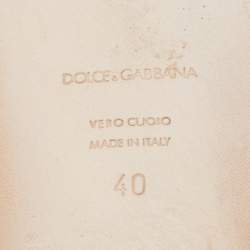 DOLCE & GABBANA
VERO CUOIO
MADE IN ITALY
40